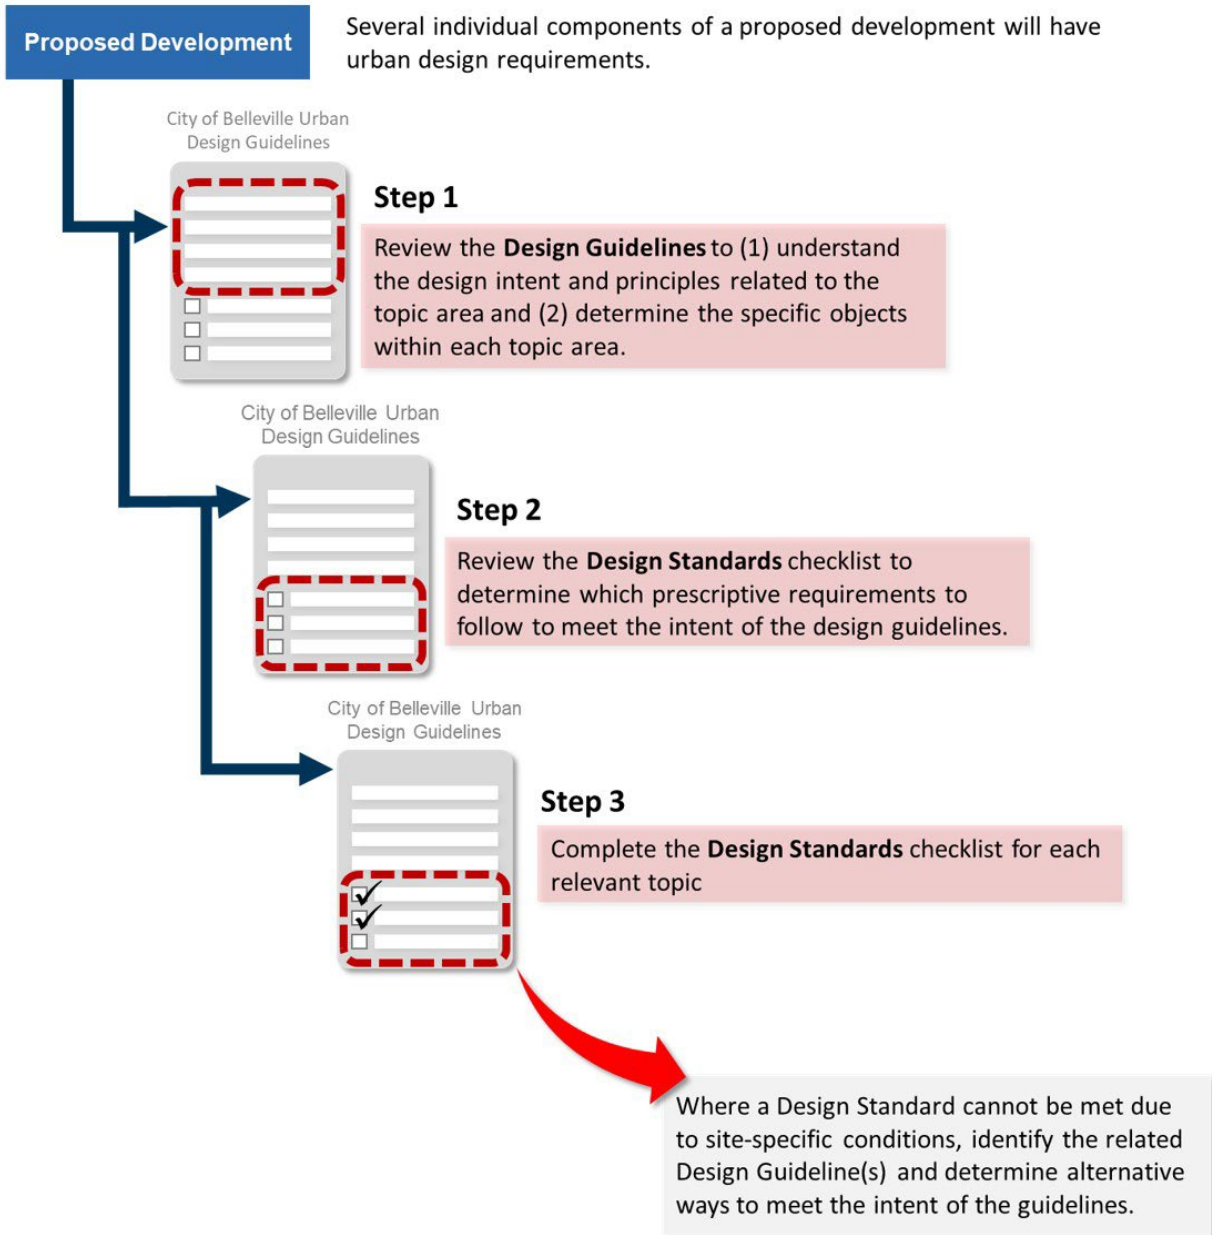 Proposed Development
Several individual components of a proposed development will have
urban design requirements.
City of Belleville Urban
Design Guidelines
Step 1
Review the Design Guidelines to (1) understand
the design intent and principles related to the
topic area and (2) determine the specific objects
within each topic area.
City of Belleville Urban
Design Guidelines
Step 2
Review the Design Standards checklist to
determine which prescriptive requirements to
follow to meet the intent of the design guidelines.
City of Belleville Urban
Design Guidelines
Step 3
Complete the Design Standards checklist for each
relevant topic
Where a Design Standard cannot be met due
to site-specific conditions, identify the related
Design Guideline(s) and determine alternative
ways to meet the intent of the guidelines.